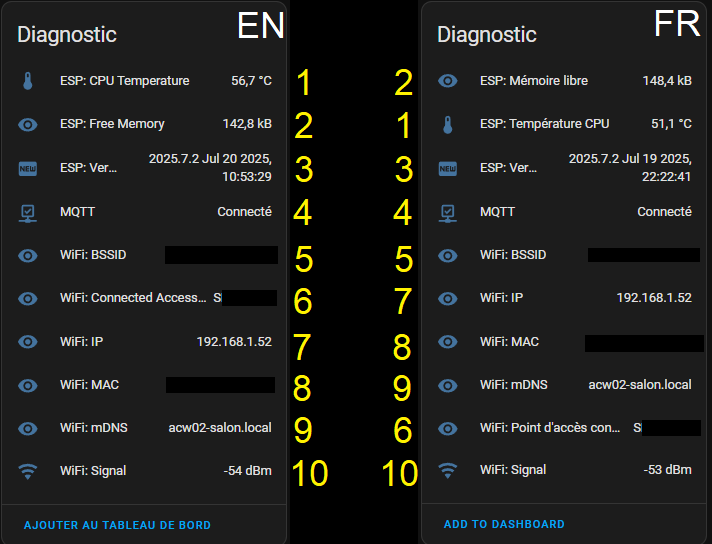 Diagnostic EN
ESP: CPU Temperature 56,7 °C 1
ESP: Free Memory 142,8 kB 2
ESP: Ver... 2025.7.2 Jul 20 2025, 10:53:29 3
MQTT Connecté 4
WiFi: BSSID 5
WiFi: Connected Access... S 6
WiFi: IP 192.168.1.52 7
WiFi: MAC 8
WiFi: mDNS acw02-salon.local 9
WiFi: Signal -54 dBm 10
AJOUTER AU TABLEAU DE BORD
Diagnostic FR
2 ESP: Mémoire libre 148,4 kB
1 ESP: Température CPU 51,1 °C
3 NEW ESP: Ver... 2025.7.2 Jul 19 2025, 22:22:41
4 MQTT Connecté
5 WiFi: BSSID
7 WiFi: IP 192.168.1.52
8 WiFi: MAC
9 WiFi: mDNS acw02-salon.local
6 WiFi: Point d'accès con... S
10 WiFi: Signal -53 dBm
ADD TO DASHBOARD